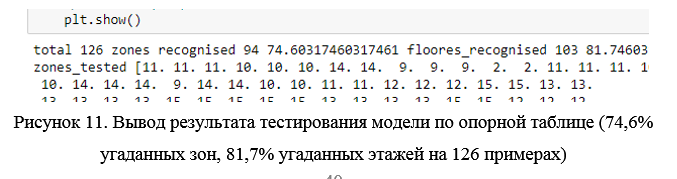 plt.show()
total 126 zones recognised 94 74.60317460317461 floores_recognised 103 81.74603
zones_tested [11. 11. 11. 10. 10. 10. 14. 14. 9. 9. 9. 2. 2. 11. 11. 11. 1
10. 14. 14. 14. 9. 14. 14. 10. 10. 11. 11. 12. 12. 12. 15. 15. 13. 13.
Рисунок 11. Вывод результата тестирования модели по опорной таблице (74,6%
угаданных зон, 81,7% угаданных этажей на 126 примерах)